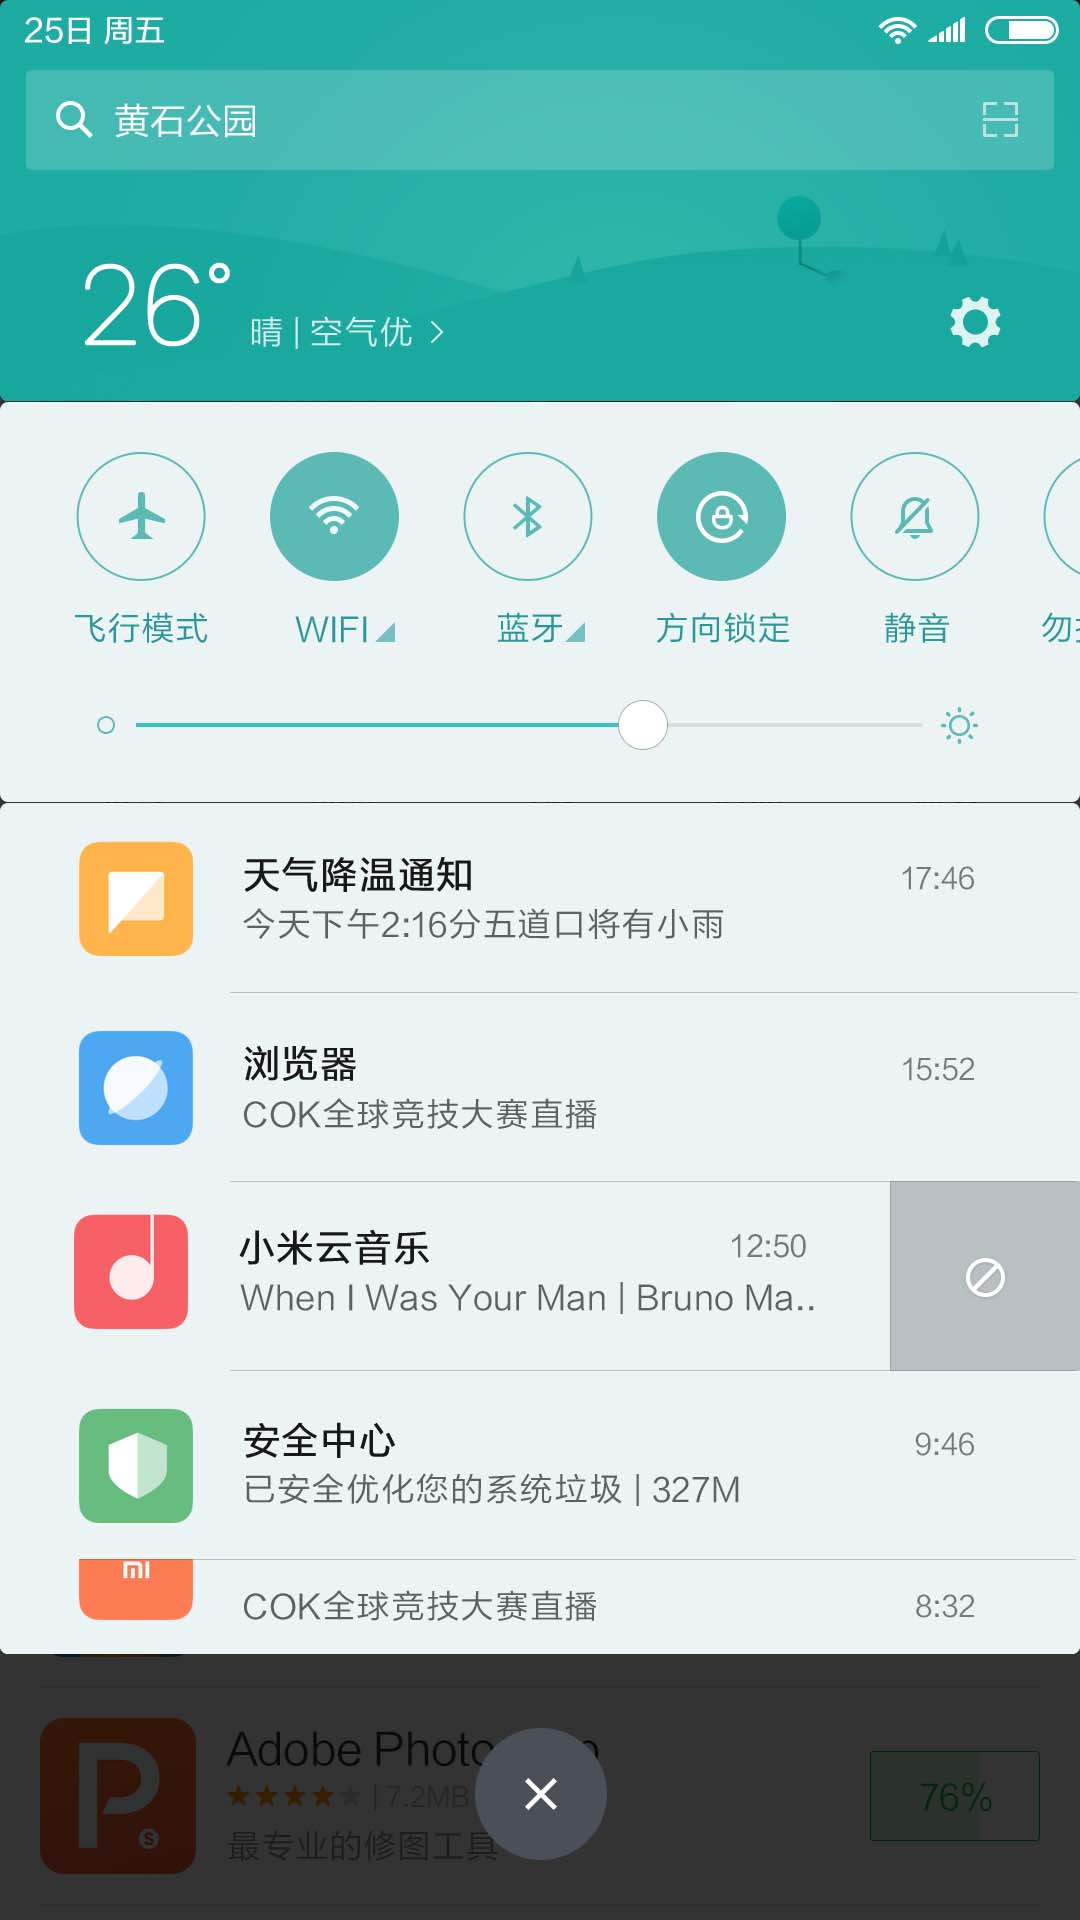 25日 周五
黄石公园
26°
晴 | 空气优
飞行模式 WIFI 蓝牙 方向锁定 静音 勿
天气降温通知 17:46
今天下午2:16分五道口将有小雨
浏览器 15:52
COK全球竞技大赛直播
小米云音乐 12:50
When I Was Your Man | Bruno Ma..
安全中心 9:46
已安全优化您的系统垃圾 | 327M
COK全球竞技大赛直播 8:32
Adobe
| 7.2MB 76%
最专业的修图工具